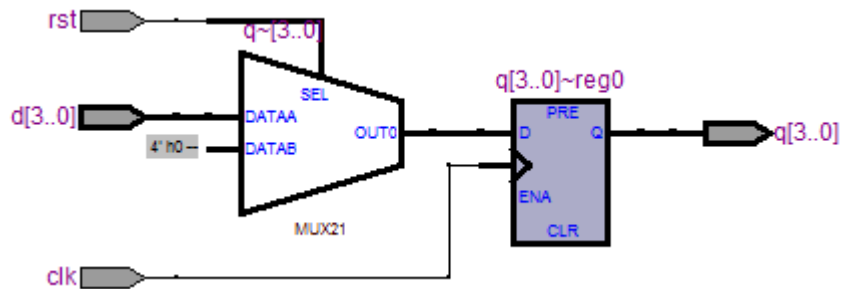 rst
q~[3..0]
q[3..0]~reg0
SEL
PRE
d[3..0]
DATAA
OUT0
D
Q
q[3..0]
4' h0
DATAB
ENA
MUX21
CLR
clk